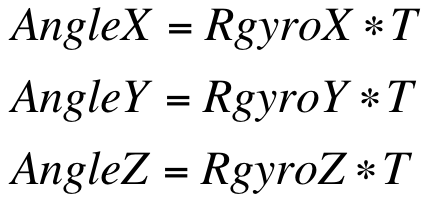 AngleX = RgyroX * T
AngleY = RgyroY * T
AngleZ = RgyroZ * T